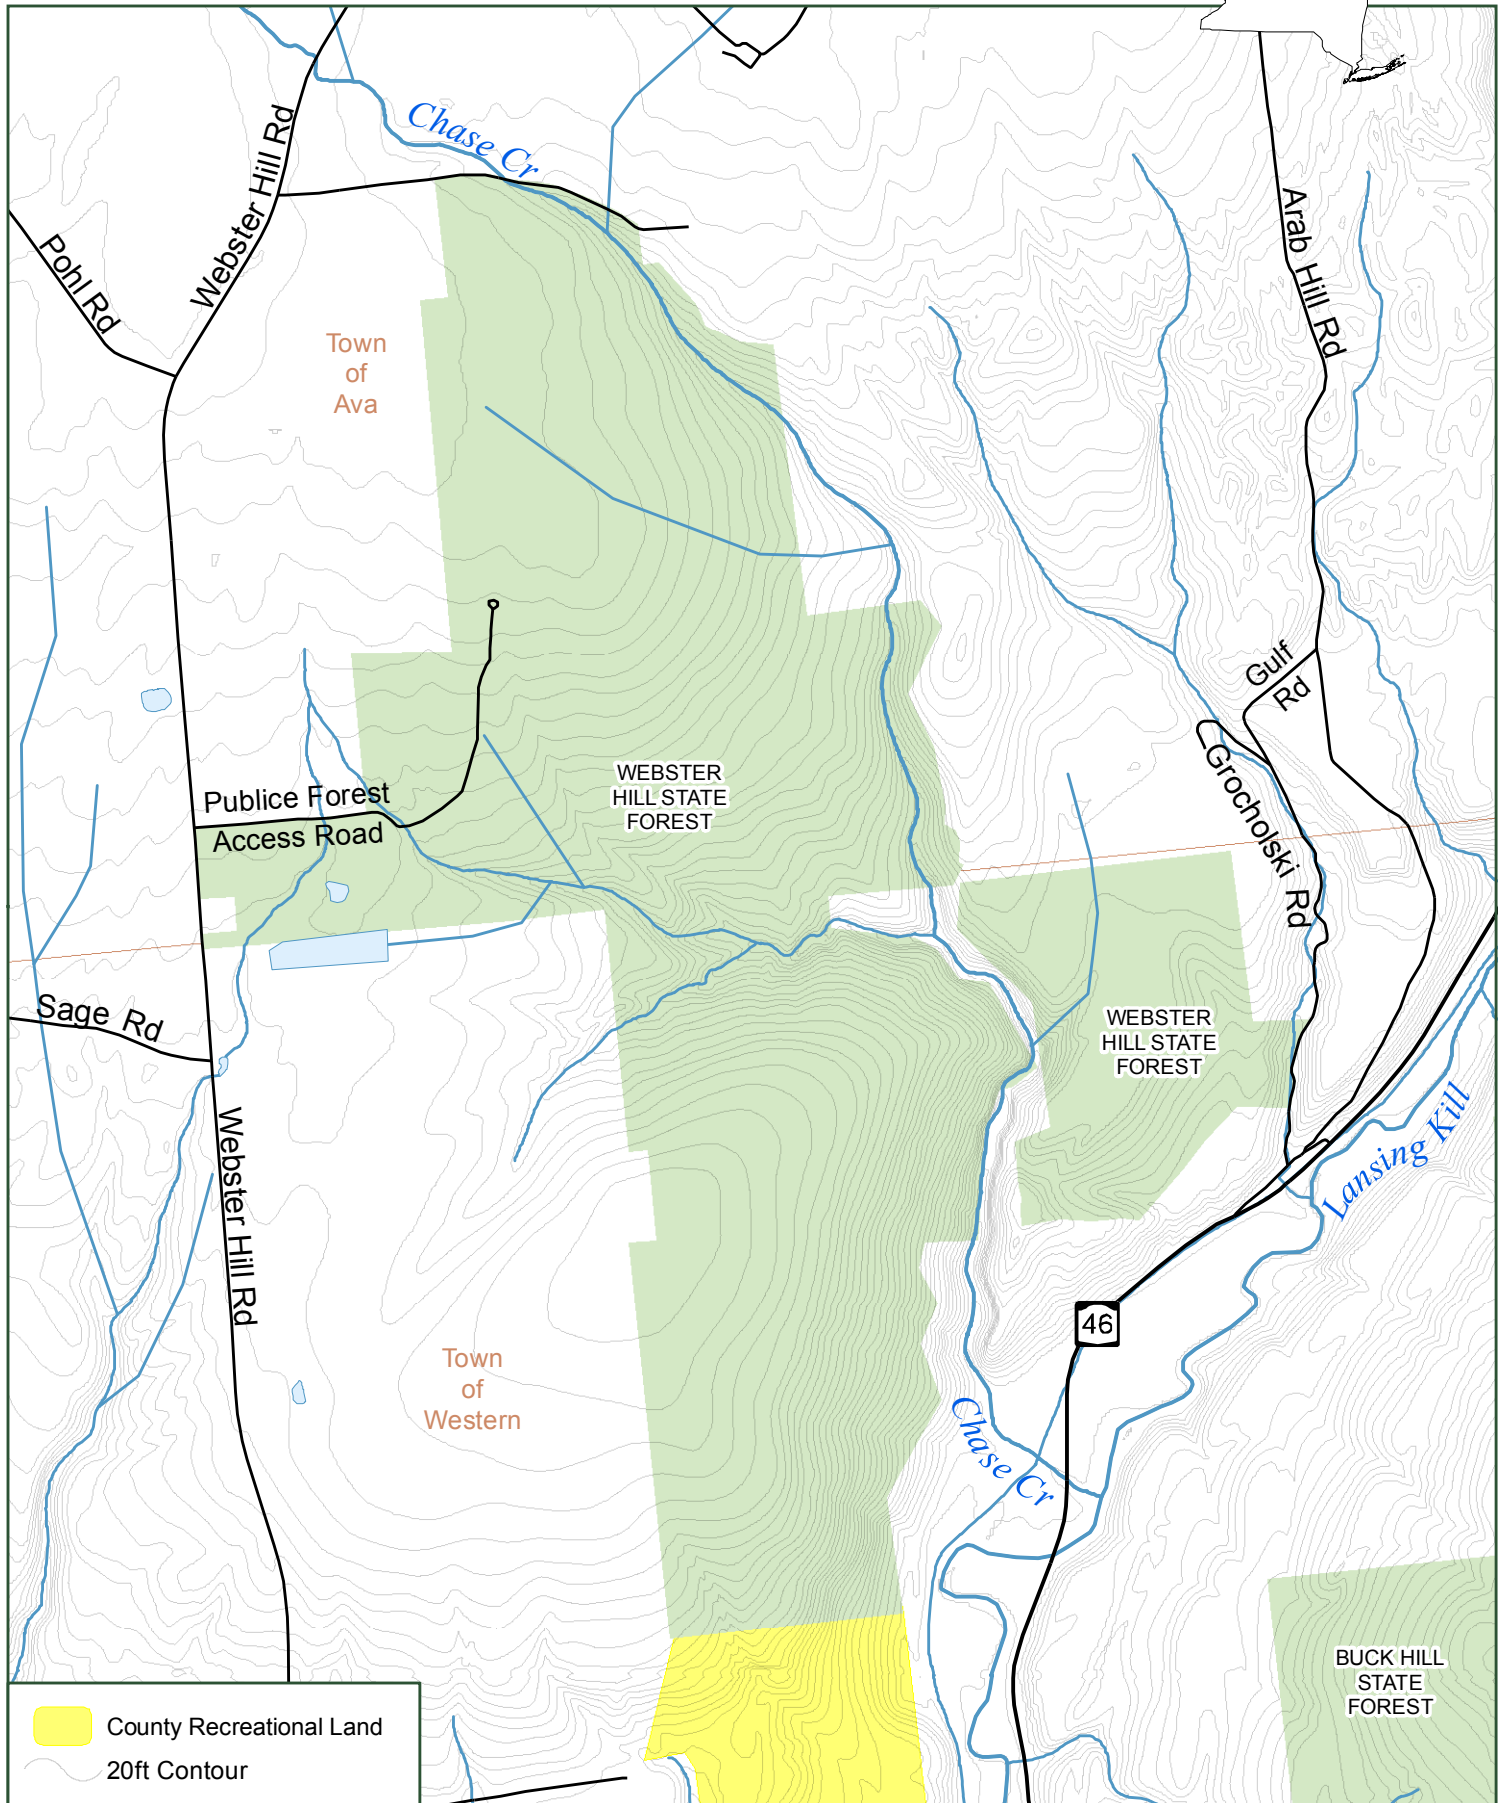 Chase Cr
Webster Hill Rd
Pohl Rd
Arab Hill Rd
Town
of
Ava
Gulf
Rd
Grocholski Rd
WEBSTER
HILL STATE
FOREST
Publice Forest
Access Road
Sage Rd
WEBSTER
HILL STATE
FOREST
Lansing Kill
Webster Hill Rd
46
Town
of
Western
Chase Cr
BUCK HILL
STATE
FOREST
County Recreational Land
20ft Contour